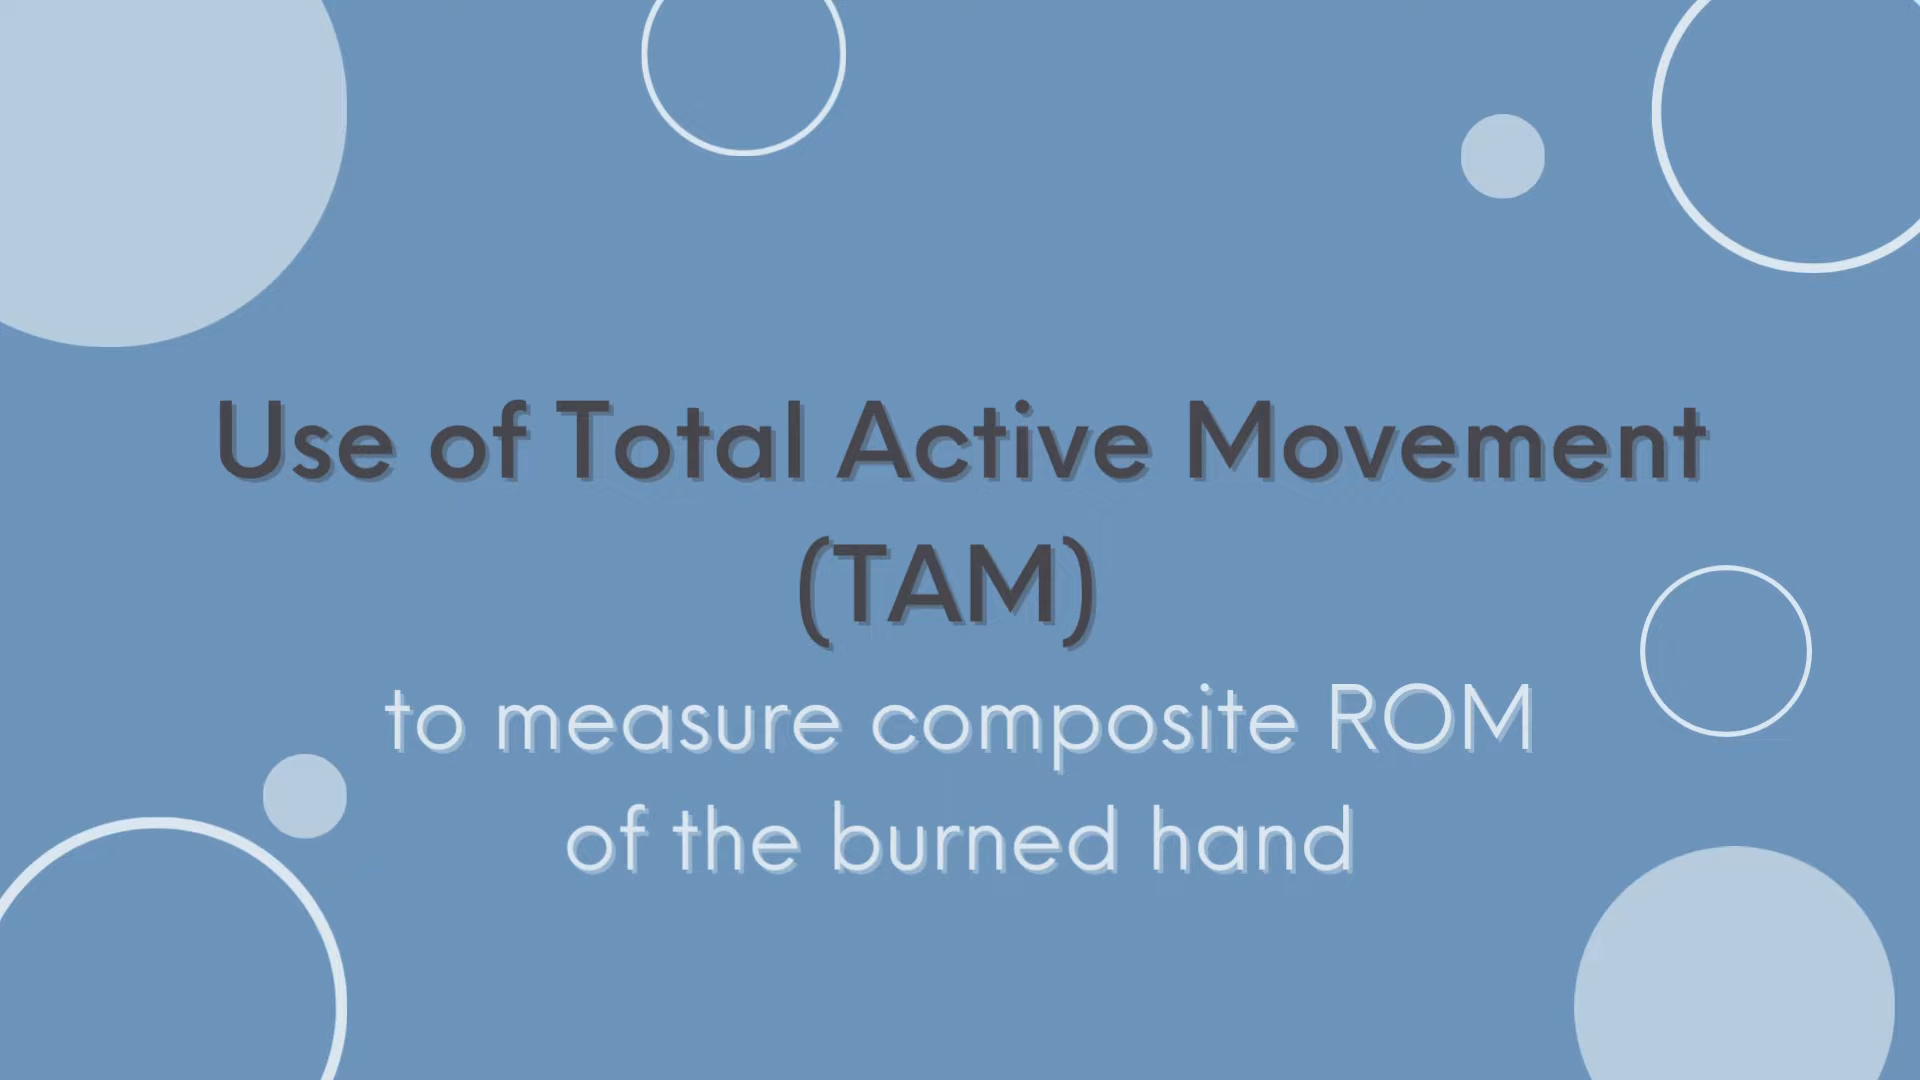 Use of Total Active Movement
(TAM)
to measure composite ROM
of the burned hand